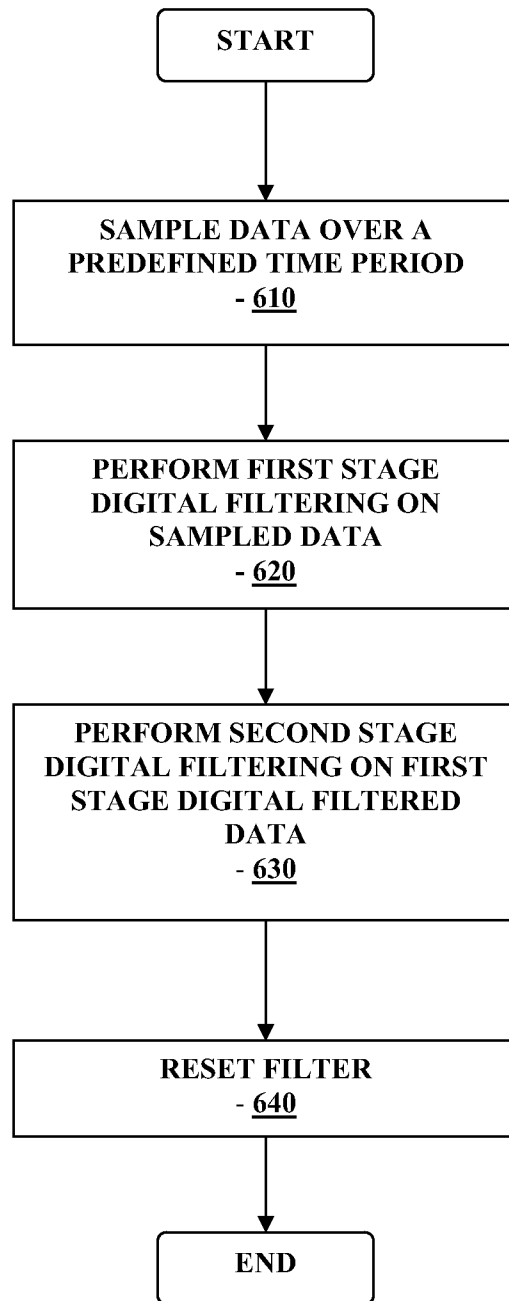 START
SAMPLE DATA OVER A
PREDEFINED TIME PERIOD
- 610
PERFORM FIRST STAGE
DIGITAL FILTERING ON
SAMPLED DATA
- 620
PERFORM SECOND STAGE
DIGITAL FILTERING ON FIRST
STAGE DIGITAL FILTERED
DATA
- 630
RESET FILTER
- 640
END